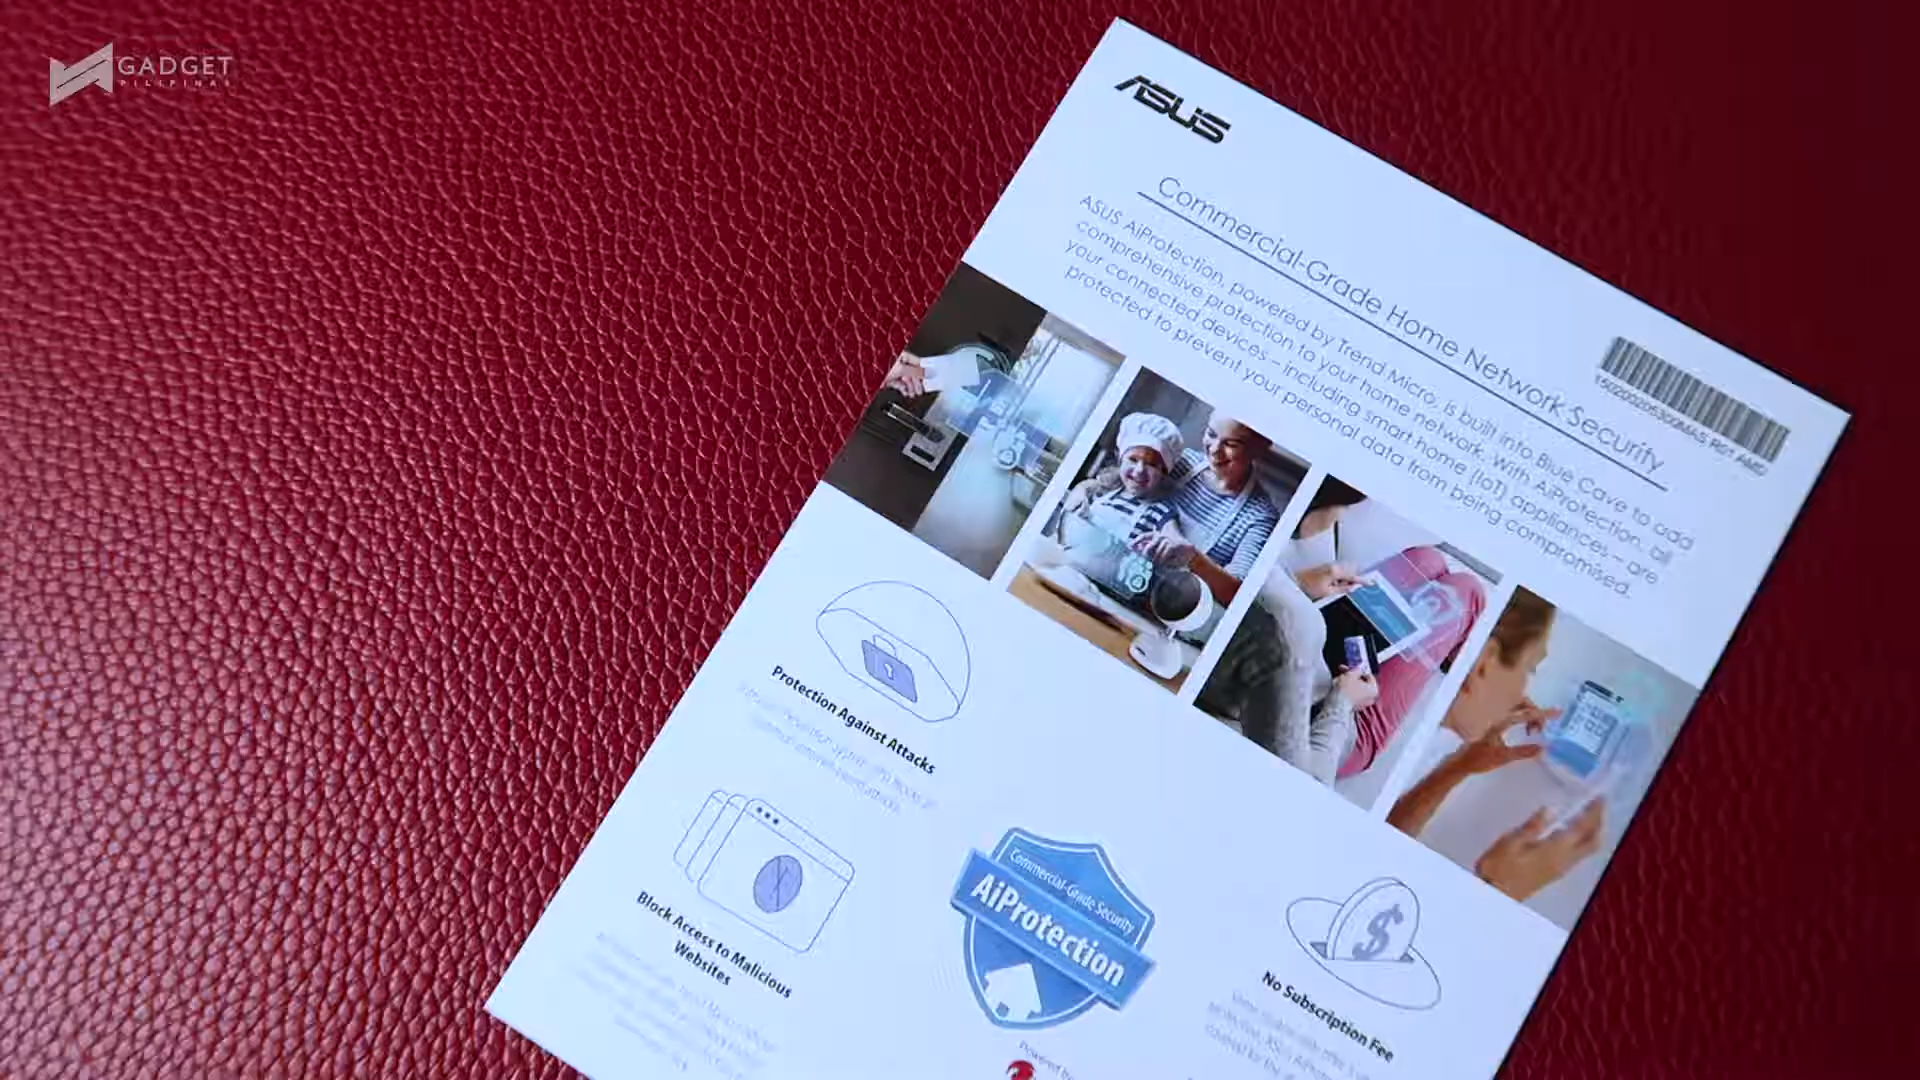 GADGET
PILIPINAS
ASUS
Commercial-Grade Home Network Security
ASUS AiProtection, powered by Trend Micro, is built into Blue Cave to add
comprehensive protection to your home network. With AiProtection, all
your connected devices – including smart-home (IoT) appliances – are
protected to prevent your personal data from being compromised.
Protection Against Attacks
Block Access to Malicious
Websites
Commercial-Grade Security
AiProtection
Powered by
$
No Subscription Fee